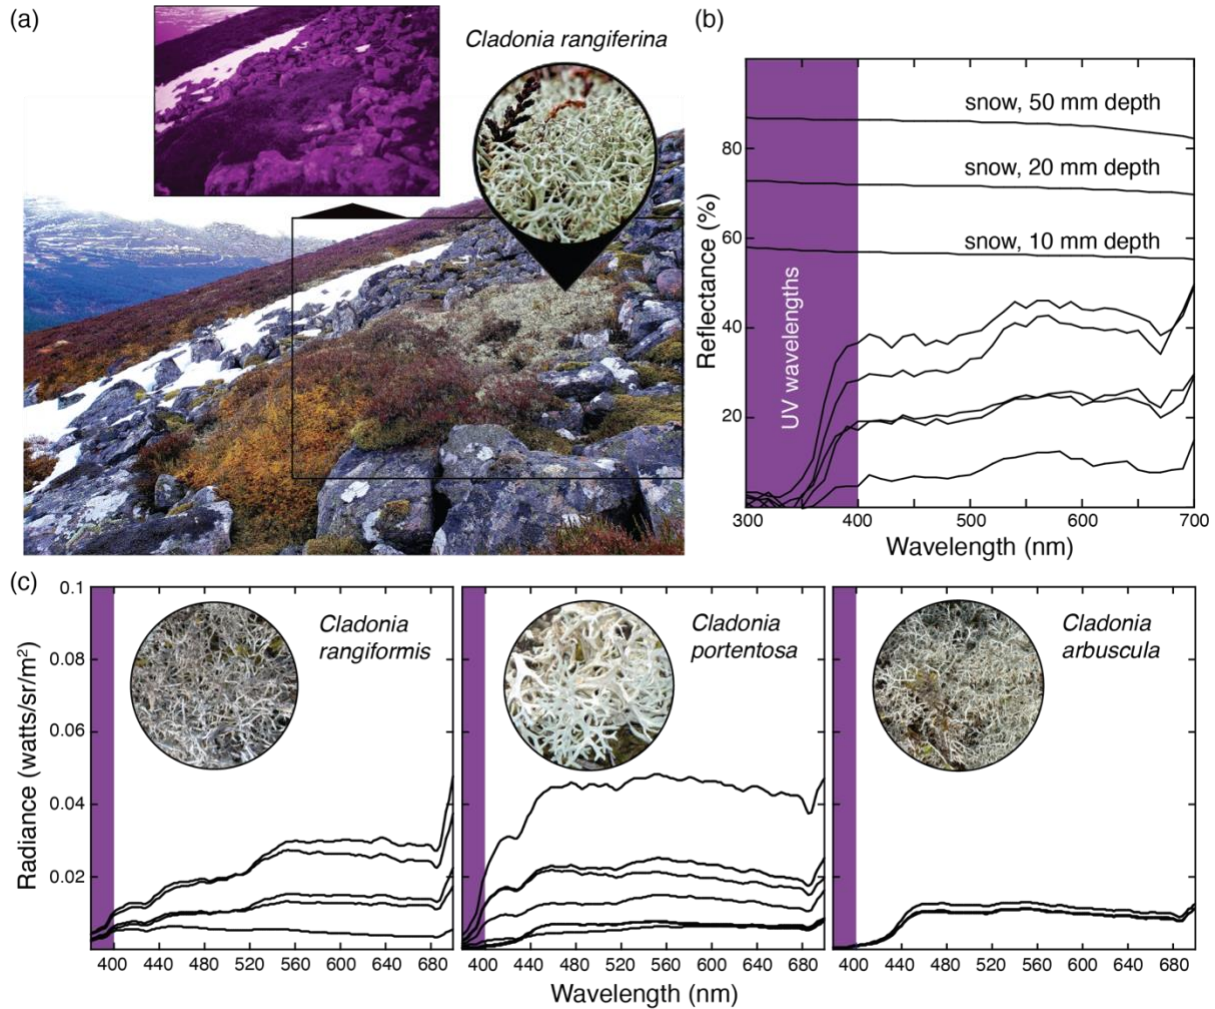 (a)
Cladonia rangiferina
(b)
Reflectance (%)
80
60
40
20
snow, 50 mm depth
snow, 20 mm depth
snow, 10 mm depth
UV wavelengths
300 400 500 600 700
Wavelength (nm)
(c)
Radiance (watts/sr/m²)
0.1
0.08
0.06
0.04
0.02
Cladonia
rangiformis
Cladonia
portentosa
Cladonia
arbuscula
400 440 480 520 560 600 640 680
400 440 480 520 560 600 640 680
400 440 480 520 560 600 640 680
Wavelength (nm)